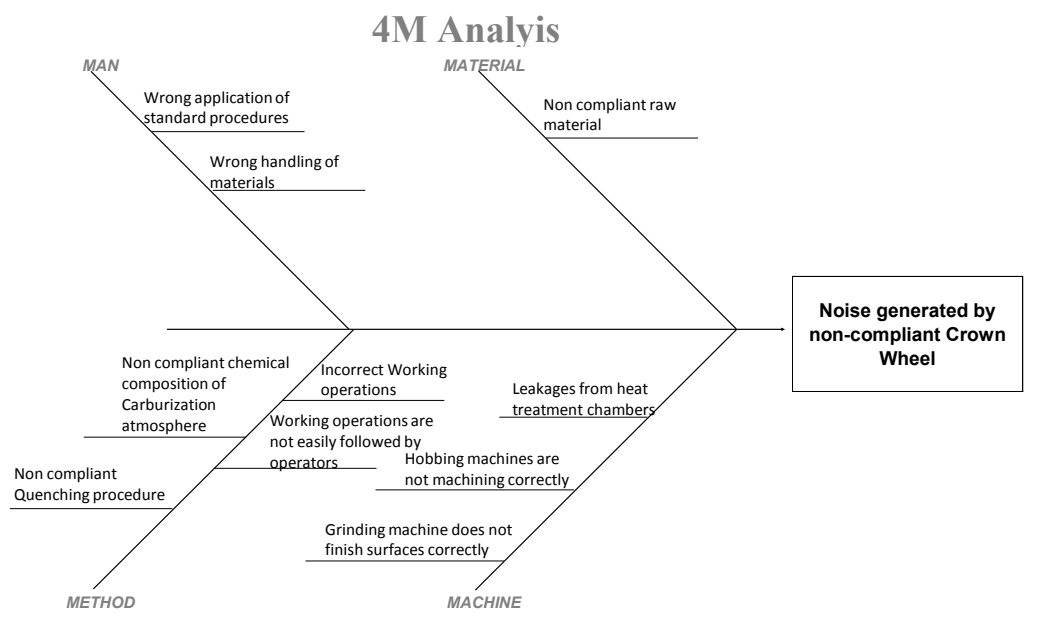 4M Analyis
MAN
MATERIAL
Wrong application of
standard procedures
Non compliant raw
material
Wrong handling of
materials
Noise generated by
non-compliant Crown
Wheel
Non compliant chemical
composition of
Carburization
atmosphere
Incorrect Working
operations
Leakages from heat
treatment chambers
Working operations are
not easily followed by
operators
Hobbing machines are
not machining correctly
Non compliant
Quenching procedure
Grinding machine does not
finish surfaces correctly
METHOD
MACHINE